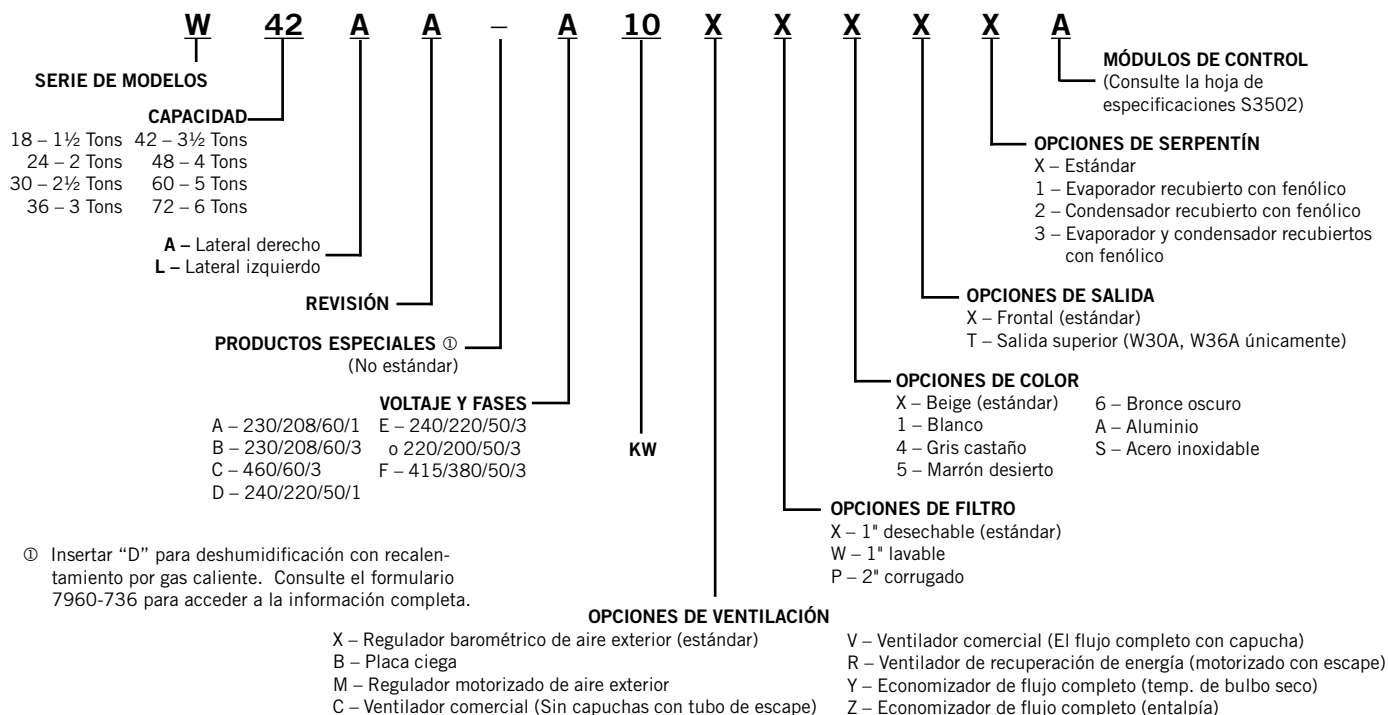 W 42 A A – A 10 X X X X X A
MÓDULOS DE CONTROL
(Consulte la hoja de
especificaciones S3502)
SERIE DE MODELOS
CAPACIDAD
18 – 1½ Tons 42 – 3½ Tons
24 – 2 Tons 48 – 4 Tons
30 – 2½ Tons 60 – 5 Tons
36 – 3 Tons 72 – 6 Tons
OPCIONES DE SERPENTÍN
X – Estándar
1 – Evaporador recubierto con fenólico
2 – Condensador recubierto con fenólico
3 – Evaporador y condensador recubiertos
con fenólico
A – Lateral derecho
L – Lateral izquierdo
REVISIÓN
OPCIONES DE SALIDA
X – Frontal (estándar)
T – Salida superior (W30A, W36A únicamente)
PRODUCTOS ESPECIALES ①
(No estándar)
OPCIONES DE COLOR
X – Beige (estándar) 6 – Bronce oscuro
1 – Blanco A – Aluminio
4 – Gris castaño S – Acero inoxidable
5 – Marrón desierto
VOLTAJE Y FASES
A – 230/208/60/1 E – 240/220/50/3
B – 230/208/60/3 o 220/200/50/3
C – 460/60/3 F – 415/380/50/3
D – 240/220/50/1
KW
OPCIONES DE FILTRO
X – 1" desechable (estándar)
W – 1" lavable
P – 2" corrugado
① Insertar “D” para deshumidificación con recalen-
tamiento por gas caliente. Consulte el formulario
7960-736 para acceder a la información completa.
OPCIONES DE VENTILACIÓN
X – Regulador barométrico de aire exterior (estándar) V – Ventilador comercial (El flujo completo con capucha)
B – Placa ciega R – Ventilador de recuperación de energía (motorizado con escape)
M – Regulador motorizado de aire exterior Y – Economizador de flujo completo (temp. de bulbo seco)
C – Ventilador comercial (Sin capuchas con tubo de escape) Z – Economizador de flujo completo (entalpía)